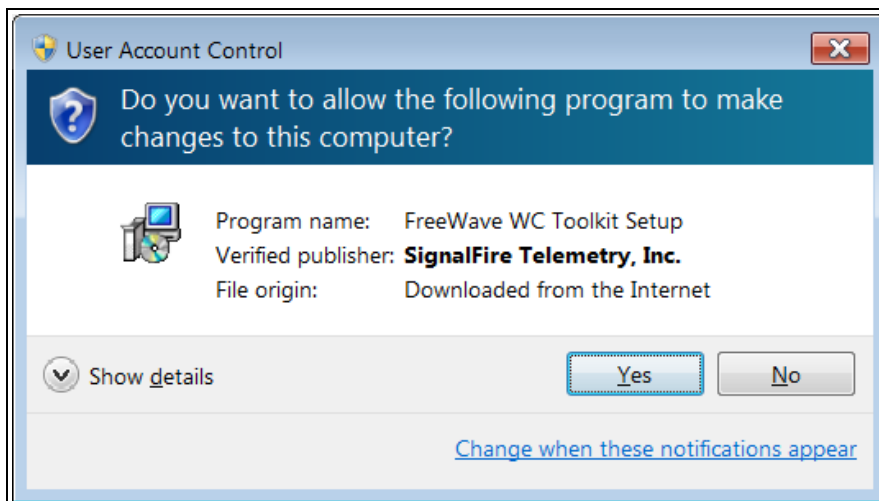 User Account Control
Do you want to allow the following program to make
changes to this computer?
Program name: FreeWave WC Toolkit Setup
Verified publisher: SignalFire Telemetry, Inc.
File origin: Downloaded from the Internet
Show details
Yes
No
Change when these notifications appear